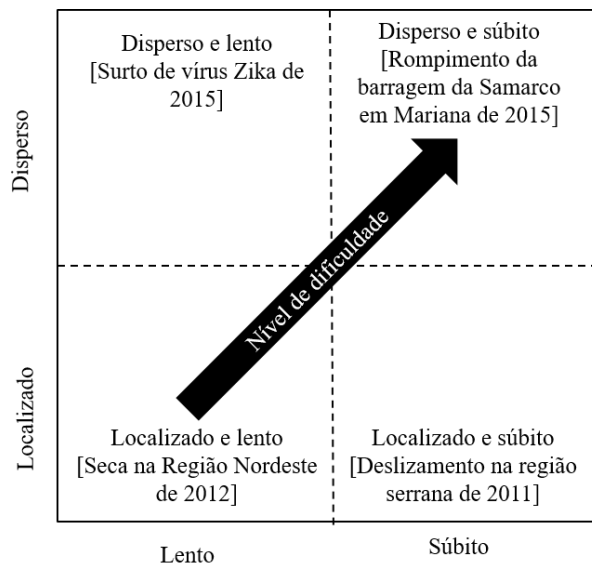 Disperso
Disperso e lento
[Surto de vírus Zika de
2015]
Disperso e súbito
[Rompimento da
barragem da Samarco
em Mariana de 2015]
Nível de dificuldade
Localizado
Localizado e lento
[Seca na Região Nordeste
de 2012]
Localizado e súbito
[Deslizamento na região
serrana de 2011]
Lento
Súbito